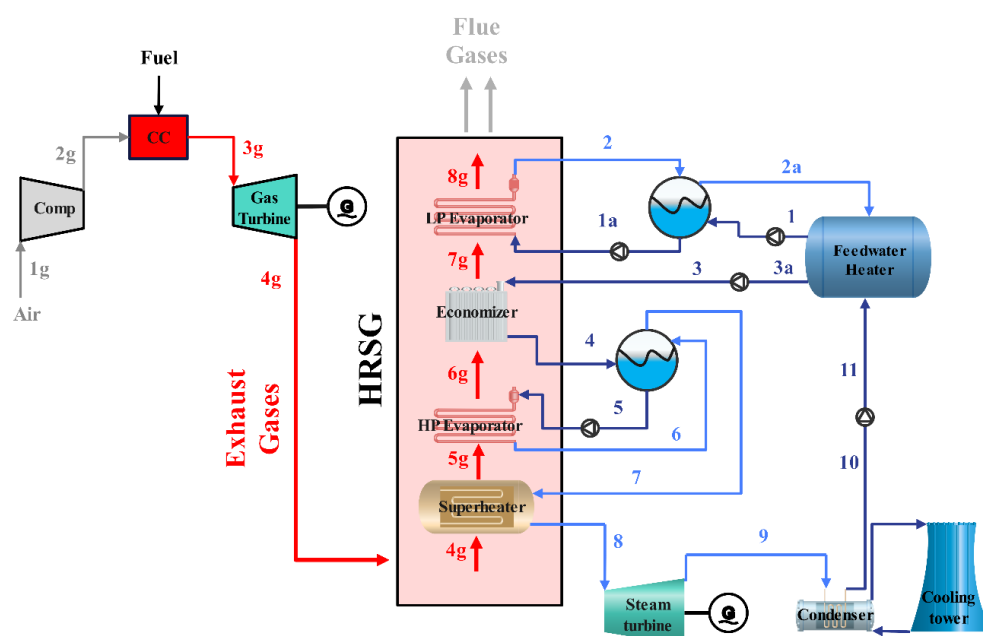 Flue
Gases
Fuel
CC
3g
2g
Comp
Gas
Turbine
G
1g
Air
4g
Exhaust
Gases
HRSG
8g
LP Evaporator
7g
Economizer
6g
HP Evaporator
5g
Superheater
4g
2
2a
1a
1
3
3a
Feedwater
Heater
4
5
6
7
11
10
8
9
Steam
turbine
G
Condenser
Cooling
tower